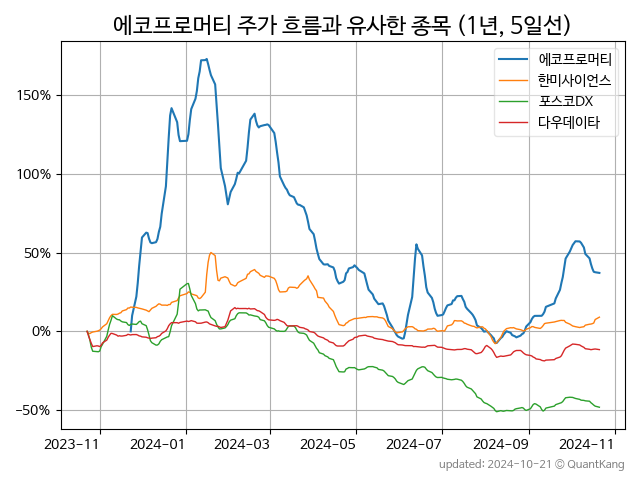 에코프로머티 주가 흐름과 유사한 종목 (1년, 5일선)
에코프로머티
한미사이언스
포스코DX
다우데이타
150%
100%
50%
0%
−50%
2023−11 2024−01 2024−03 2024−05 2024−07 2024−09 2024−11
updated: 2024-10-21 © QuantKang